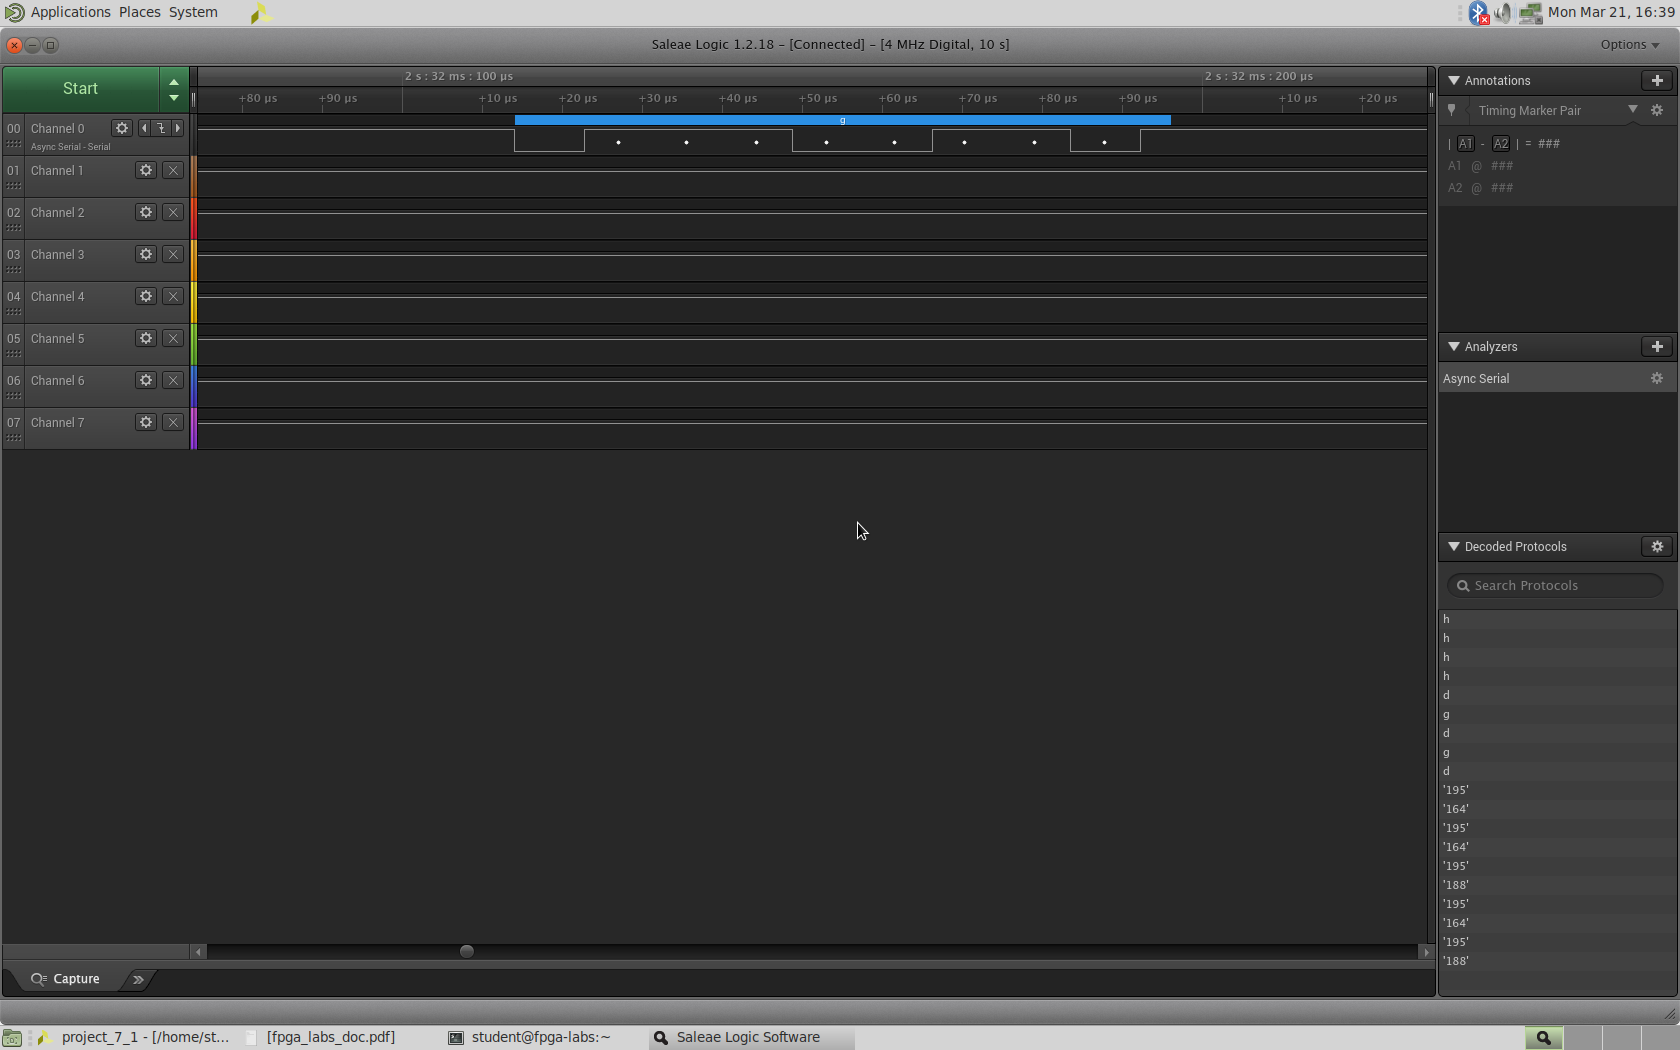 Applications Places System
Mon Mar 21, 16:39
Saleae Logic 1.2.18 – [Connected] – [4 MHz Digital, 10 s]
Options
Start
2 s : 32 ms : 100 µs
2 s : 32 ms : 200 µs
+80 µs +90 µs +10 µs +20 µs +30 µs +40 µs +50 µs +60 µs +70 µs +80 µs +90 µs +10 µs +20 µs
00 Channel 0
Async Serial - Serial
g
01 Channel 1
02 Channel 2
03 Channel 3
04 Channel 4
05 Channel 5
06 Channel 6
07 Channel 7
Capture
Annotations
Timing Marker Pair
| A1 - A2 | = ###
A1 @ ###
A2 @ ###
Analyzers
Async Serial
Decoded Protocols
Search Protocols
h
h
h
h
d
g
d
g
d
'195'
'164'
'195'
'164'
'195'
'188'
'195'
'164'
'195'
'188'
project_7_1 - [/home/st...
[fpga_labs_doc.pdf]
student@fpga-labs:~
Saleae Logic Software